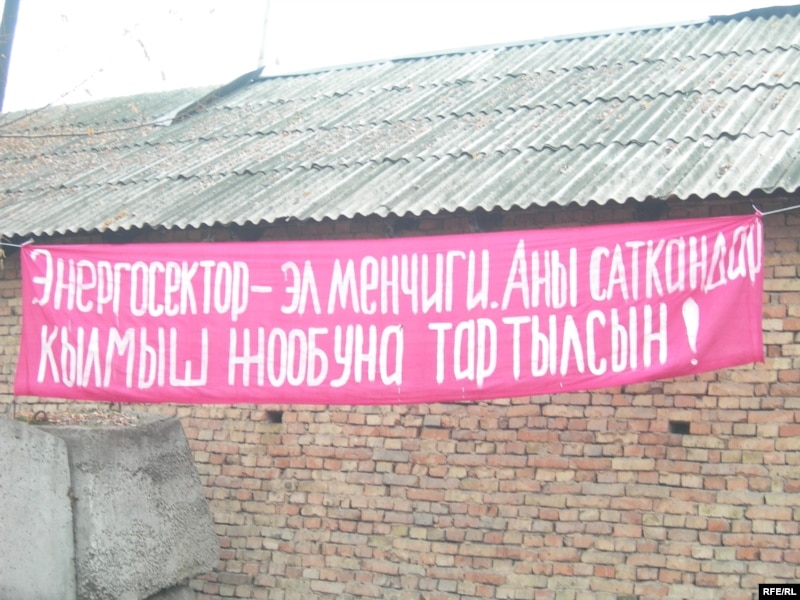 Энергосектор – эл менчиги. Аны саткандар
кылмыш жообуна тартылсын!
RFE/RL